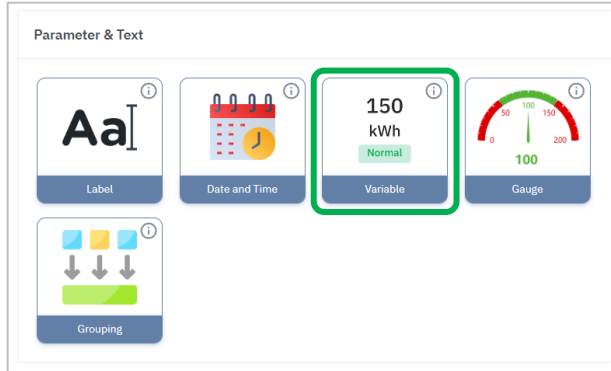 Parameter & Text
Aa
Label
Date and Time
150
kWh
Normal
Variable
0
50
100
150
200
100
Gauge
Grouping